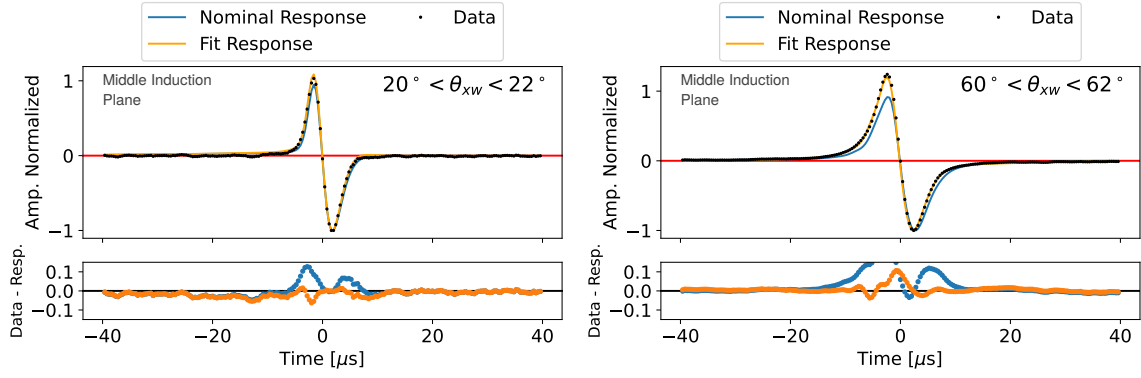 Nominal Response
Fit Response
Data
Middle Induction
Plane
20° < θxw < 22°
Amp. Normalized
1
0
−1
Data - Resp.
0.1
0.0
−0.1
−40
−20
0
20
40
Time [μs]
Nominal Response
Fit Response
Data
Middle Induction
Plane
60° < θxw < 62°
Amp. Normalized
1
0
−1
Data - Resp.
0.1
0.0
−0.1
−40
−20
0
20
40
Time [μs]